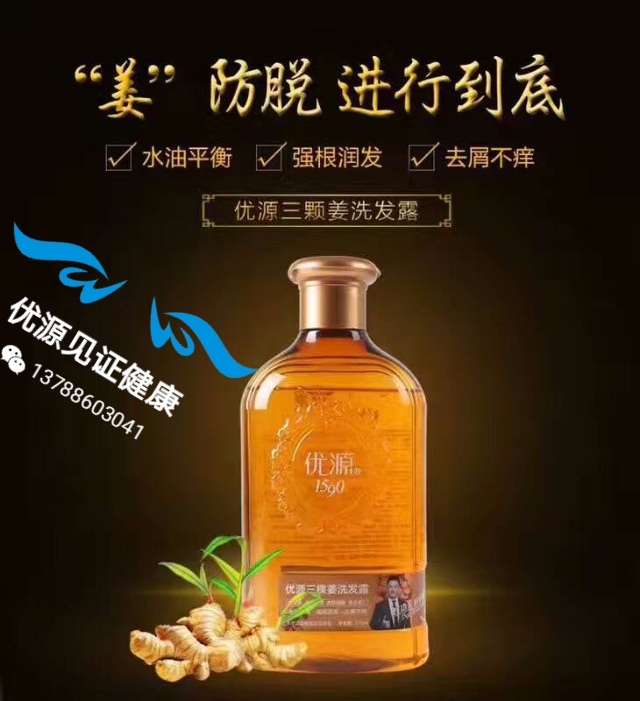 “姜”防脱 进行到底
水油平衡 强根润发 去屑不痒
优源三颗姜洗发露
优源见证健康
13788603041
优源
1590
优源三颗姜洗发露